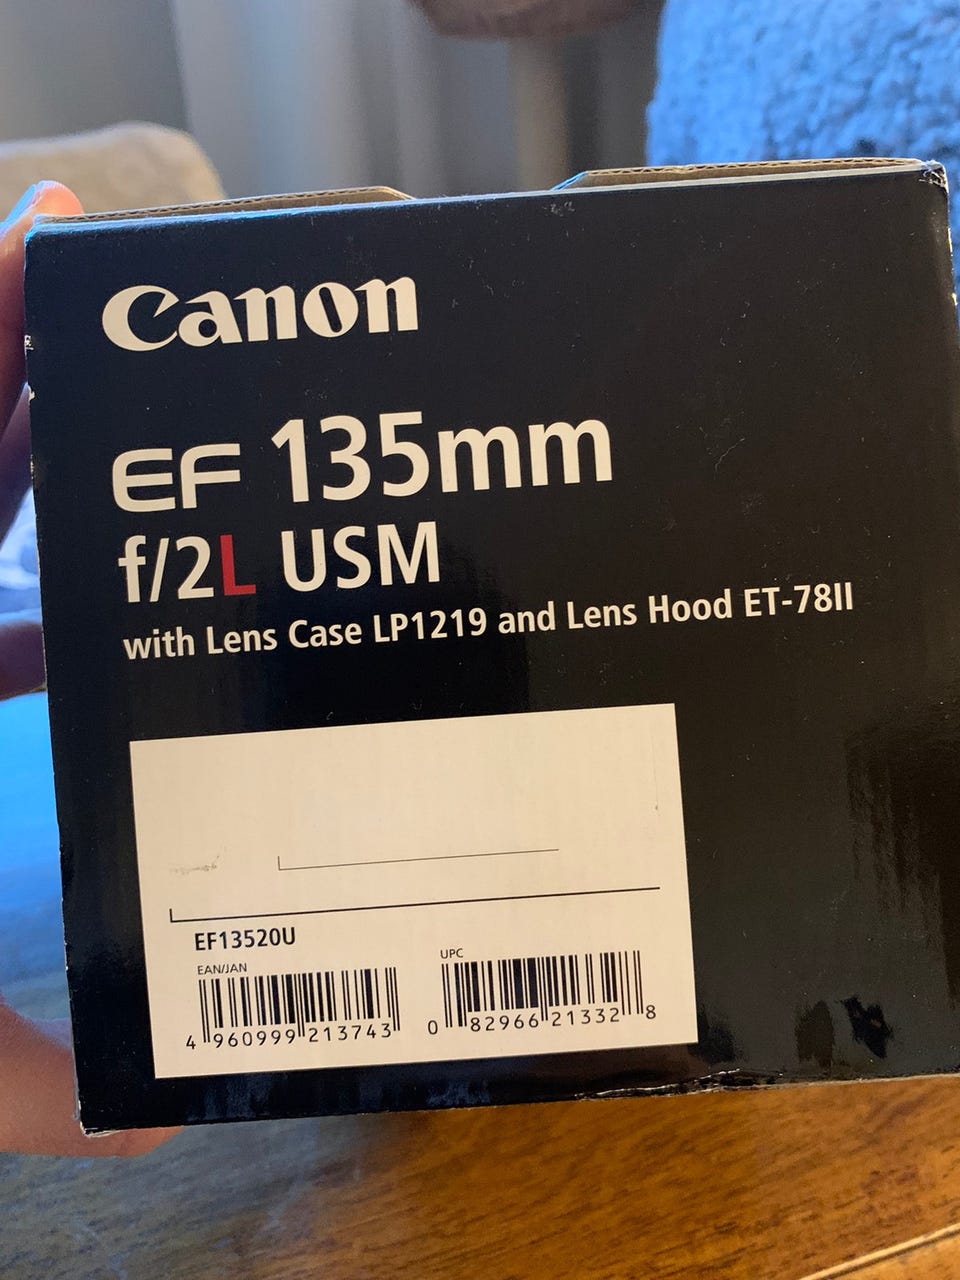 Canon
EF 135mm
f/2L USM
with Lens Case LP1219 and Lens Hood ET-78II
EF13520U
EAN/JAN
4 960999 213743
UPC
0 82966 21332 8